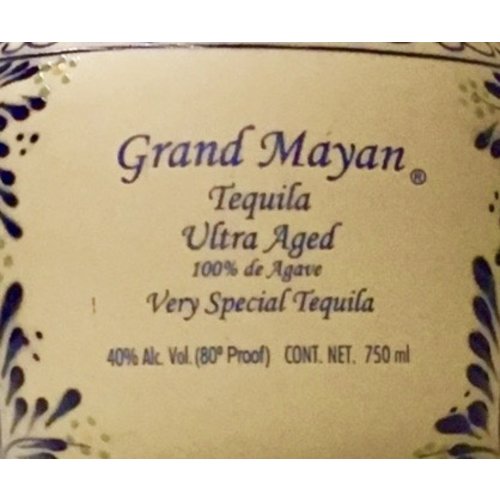 Grand Mayan ®
Tequila
Ultra Aged
100% de Agave
Very Special Tequila
40% Alc. Vol. (80º Proof) CONT. NET. 750 ml